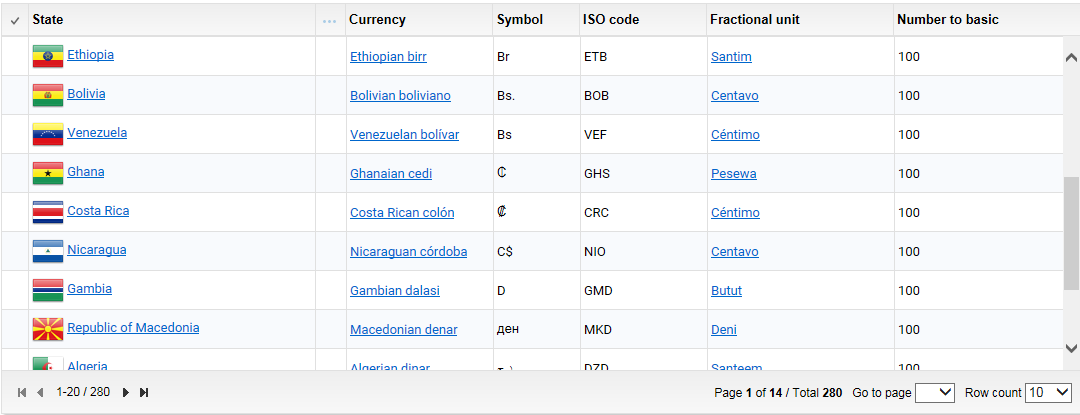 State ... Currency Symbol ISO code Fractional unit Number to basic
Ethiopia Ethiopian birr Br ETB Santim 100
Bolivia Bolivian boliviano Bs. BOB Centavo 100
Venezuela Venezuelan bolívar Bs VEF Céntimo 100
Ghana Ghanaian cedi ₵ GHS Pesewa 100
Costa Rica Costa Rican colón ₡ CRC Céntimo 100
Nicaragua Nicaraguan córdoba C$ NIO Centavo 100
Gambia Gambian dalasi D GMD Butut 100
Republic of Macedonia Macedonian denar ден MKD Deni 100
Algeria Algerian dinar DZD Santeem 100
1-20 / 280 Page 1 of 14 / Total 280 Go to page Row count 10